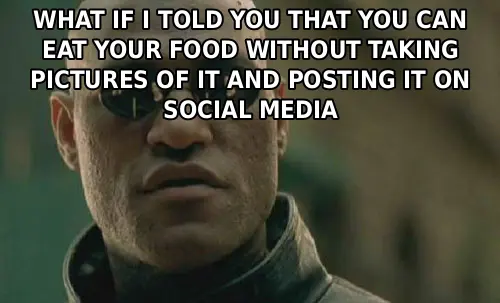 WHAT IF I TOLD YOU THAT YOU CAN
EAT YOUR FOOD WITHOUT TAKING
PICTURES OF IT AND POSTING IT ON
SOCIAL MEDIA